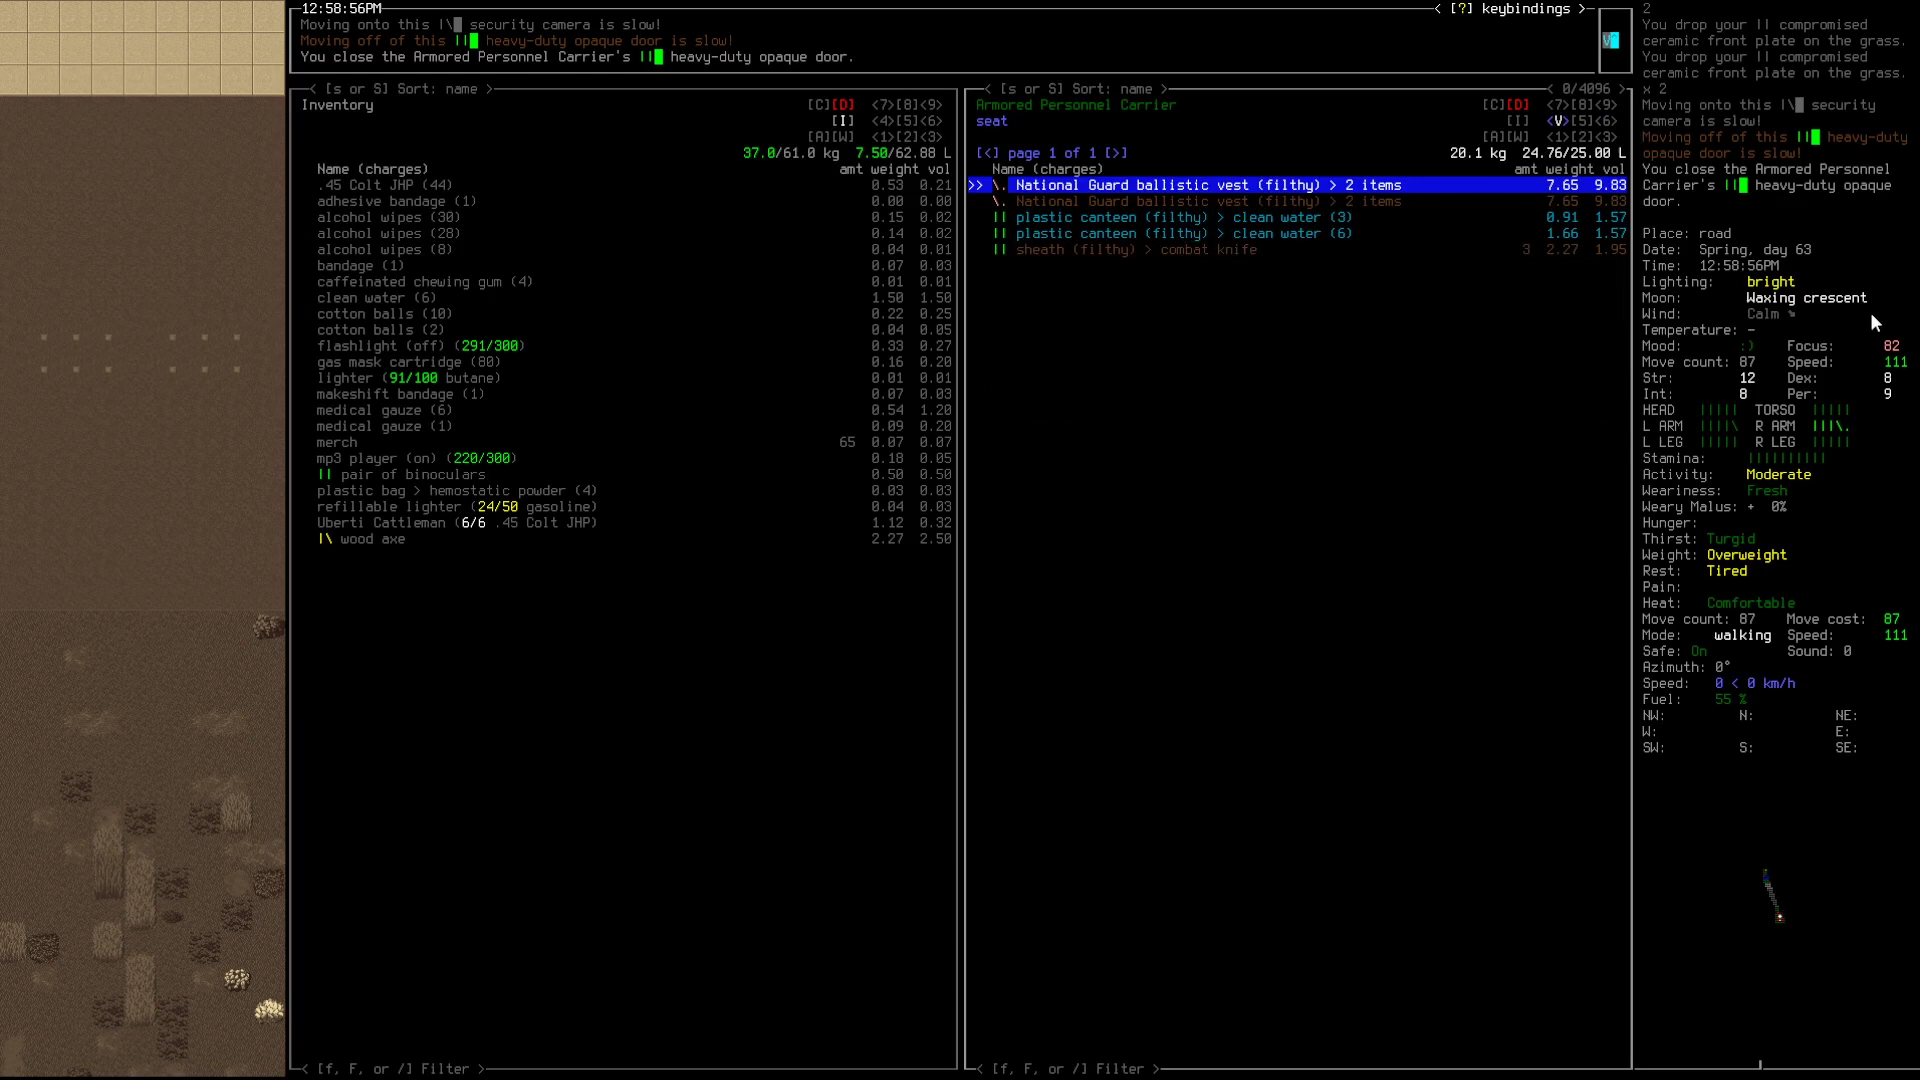 12:58:56PM
< [?] keybindings >
Moving onto this |\ security camera is slow!
Moving off of this || heavy-duty opaque door is slow!
You close the Armored Personnel Carrier's || heavy-duty opaque door.
< [s or S] Sort: name >
Inventory [C][D] <7>[8]<9>
[I] <4>[5]<6>
[A][W] <1>[2]<3>
37.0/61.0 kg 7.50/62.88 L
Name (charges) amt weight vol
.45 Colt JHP (44) 0.53 0.21
adhesive bandage (1) 0.00 0.00
alcohol wipes (30) 0.15 0.02
alcohol wipes (28) 0.14 0.02
alcohol wipes (8) 0.04 0.01
bandage (1) 0.07 0.03
caffeinated chewing gum (4) 0.01 0.01
clean water (6) 1.50 1.50
cotton balls (10) 0.22 0.25
cotton balls (2) 0.04 0.05
flashlight (off) (291/300) 0.33 0.27
gas mask cartridge (80) 0.16 0.20
lighter (91/100 butane) 0.01 0.01
makeshift bandage (1) 0.07 0.03
medical gauze (6) 0.54 1.20
medical gauze (1) 0.09 0.20
merch 65 0.07 0.07
mp3 player (on) (220/300) 0.18 0.05
|| pair of binoculars 0.50 0.50
plastic bag > hemostatic powder (4) 0.03 0.03
refillable lighter (24/50 gasoline) 0.04 0.03
Uberti Cattleman (6/6 .45 Colt JHP) 1.12 0.32
|\ wood axe 2.27 2.50
< [f, F, or /] Filter >
< [s or S] Sort: name > < 0/4096 >
Armored Personnel Carrier [C][D] <7>[8]<9>
seat [I] <V>[5]<6>
[A][W] <1>[2]<3>
[<] page 1 of 1 [>] 20.1 kg 24.76/25.00 L
Name (charges) amt weight vol
>> \. National Guard ballistic vest (filthy) > 2 items 7.65 9.83
\. National Guard ballistic vest (filthy) > 2 items 7.65 9.83
|| plastic canteen (filthy) > clean water (3) 0.91 1.57
|| plastic canteen (filthy) > clean water (6) 1.66 1.57
|| sheath (filthy) > combat knife 3 2.27 1.95
< [f, F, or /] Filter >
2
You drop your || compromised
ceramic front plate on the grass.
You drop your || compromised
ceramic front plate on the grass.
x 2
Moving onto this |\ security
camera is slow!
Moving off of this || heavy-duty
opaque door is slow!
You close the Armored Personnel
Carrier's || heavy-duty opaque
door.
Place: road
Date: Spring, day 63
Time: 12:58:56PM
Lighting: bright
Moon: Waxing crescent
Wind: Calm
Temperature: -
Mood: :) Focus: 82
Move count: 87 Speed: 111
Str: 12 Dex: 8
Int: 8 Per: 9
HEAD ||||| TORSO |||||
L ARM ||||\ R ARM |||\.
L LEG ||||| R LEG |||||
Stamina: ||||||||||
Activity: Moderate
Weariness: Fresh
Weary Malus: + 0%
Hunger:
Thirst: Turgid
Weight: Overweight
Rest: Tired
Pain:
Heat: Comfortable
Move count: 87 Move cost: 87
Mode: walking Speed: 111
Safe: On Sound: 0
Azimuth: 0°
Speed: 0 < 0 km/h
Fuel: 55 %
NW: N: NE:
W: E:
SW: S: SE: